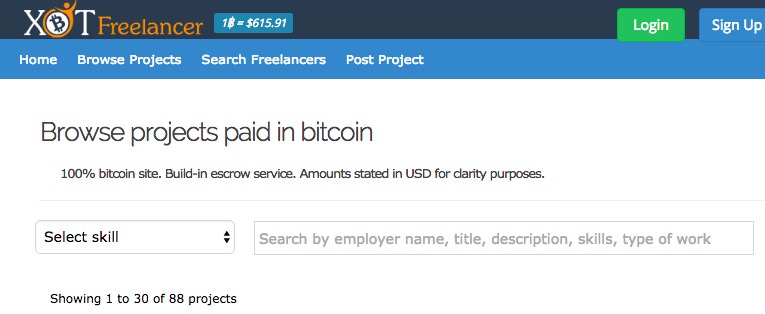 XBT Freelancer 1฿ = $615.91 Login Sign Up
Home Browse Projects Search Freelancers Post Project
Browse projects paid in bitcoin
100% bitcoin site. Build-in escrow service. Amounts stated in USD for clarity purposes.
Select skill Search by employer name, title, description, skills, type of work
Showing 1 to 30 of 88 projects